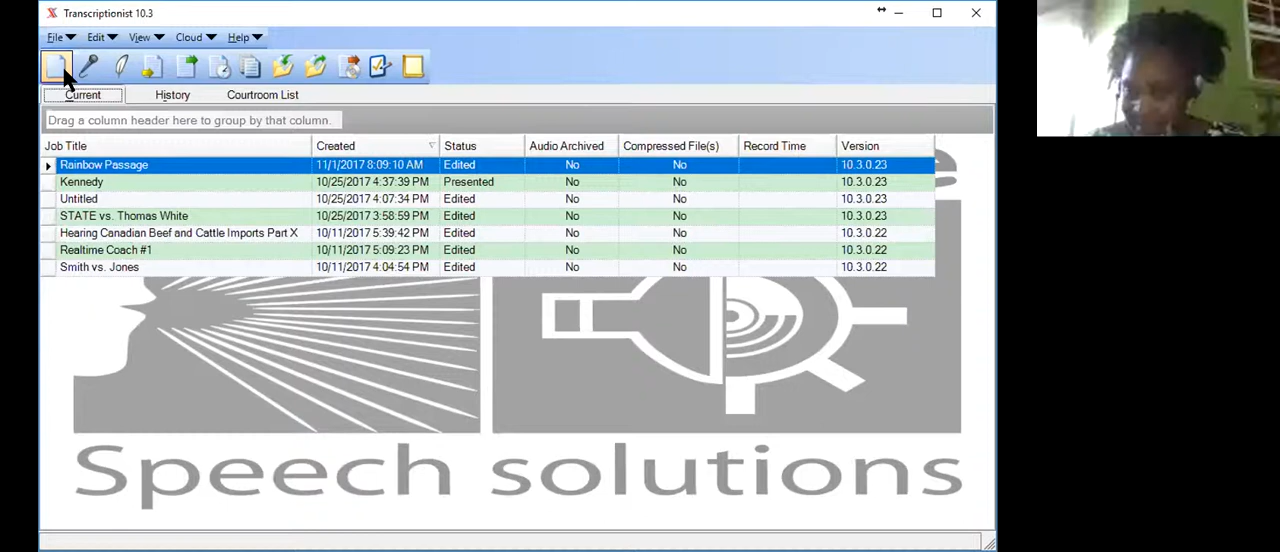 Transcriptionist 10.3
File Edit View Cloud Help
Current History Courtroom List
Drag a column header here to group by that column.
Job Title Created Status Audio Archived Compressed File(s) Record Time Version
Rainbow Passage 11/1/2017 8:09:10 AM Edited No No 10.3.0.23
Kennedy 10/25/2017 4:37:39 PM Presented No No 10.3.0.23
Untitled 10/25/2017 4:07:34 PM Edited No No 10.3.0.23
STATE vs. Thomas White 10/25/2017 3:58:59 PM Edited No No 10.3.0.23
Hearing Canadian Beef and Cattle Imports Part X 10/11/2017 5:39:42 PM Edited No No 10.3.0.22
Realtime Coach #1 10/11/2017 5:09:23 PM Edited No No 10.3.0.22
Smith vs. Jones 10/11/2017 4:04:54 PM Edited No No 10.3.0.22
Speech solutions